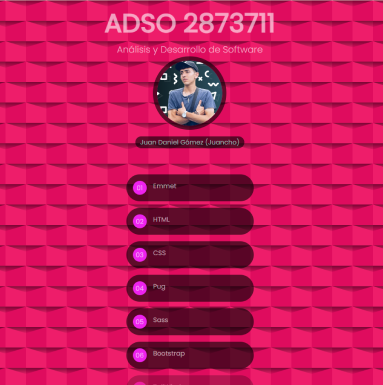 ADSO 2873711
Análisis y Desarrollo de Software
Juan Daniel Gómez (Juancho)
01 Emmet
02 HTML
03 CSS
04 Pug
05 Sass
06 Bootstrap